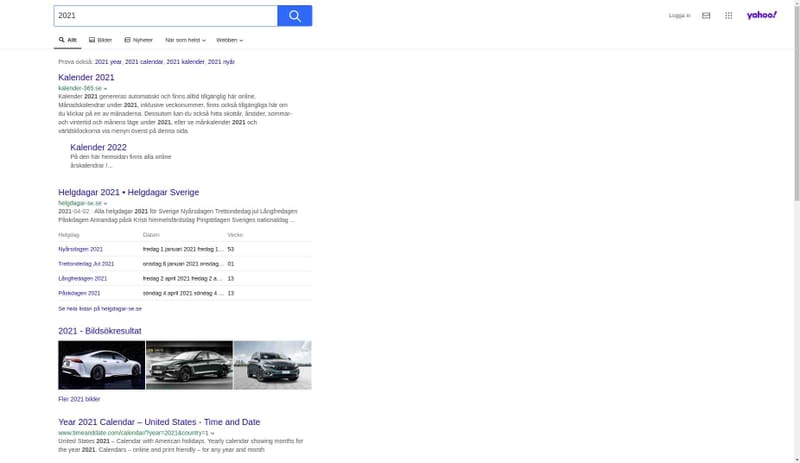 2021
Logga in
yahoo!
Allt
Bilder
Nyheter
När som helst
Webben
Prova också: 2021 year, 2021 calendar, 2021 kalender, 2021 nyår
Kalender 2021
kalender-365.se
Kalender 2021 genereras automatiskt och finns alltid tillgänglig här online.
Månadskalendrar under 2021, inklusive veckonummer, finns också tillgängliga här om
du klickar på en av månaderna. Dessutom kan du också hitta skottår, årstider, sommar-
och vintertid och månens läge under 2021, eller se månkalender 2021 och
världsklockorna via menyn överst på denna sida.
Kalender 2022
På den här hemsidan finns alla online
årskalendrar /...
Helgdagar 2021 • Helgdagar Sverige
helgdagar-se.se
2021-04-02 · Alla helgdagar 2021 för Sverige Nyårsdagen Trettondedag jul Långfredagen
Påskdagen Annandag påsk Kristi himmelsfärdsdag Pingstdagen Sveriges nationaldag ...
Helgdag Datum Vecko
Nyårsdagen 2021 fredag 1 januari 2021 fredag 1... 53
Trettondedag Jul 2021 onsdag 6 januari 2021 onsdag... 01
Långfredagen 2021 fredag 2 april 2021 fredag 2 a... 13
Påskdagen 2021 söndag 4 april 2021 söndag 4 ... 13
Se hela listan på helgdagar-se.se
2021 - Bildsökresultat
Fler 2021 bilder
Year 2021 Calendar – United States - Time and Date
www.timeanddate.com/calendar/?year=2021&country=1
United States 2021 – Calendar with American holidays. Yearly calendar showing months for
the year 2021. Calendars – online and print friendly – for any year and month